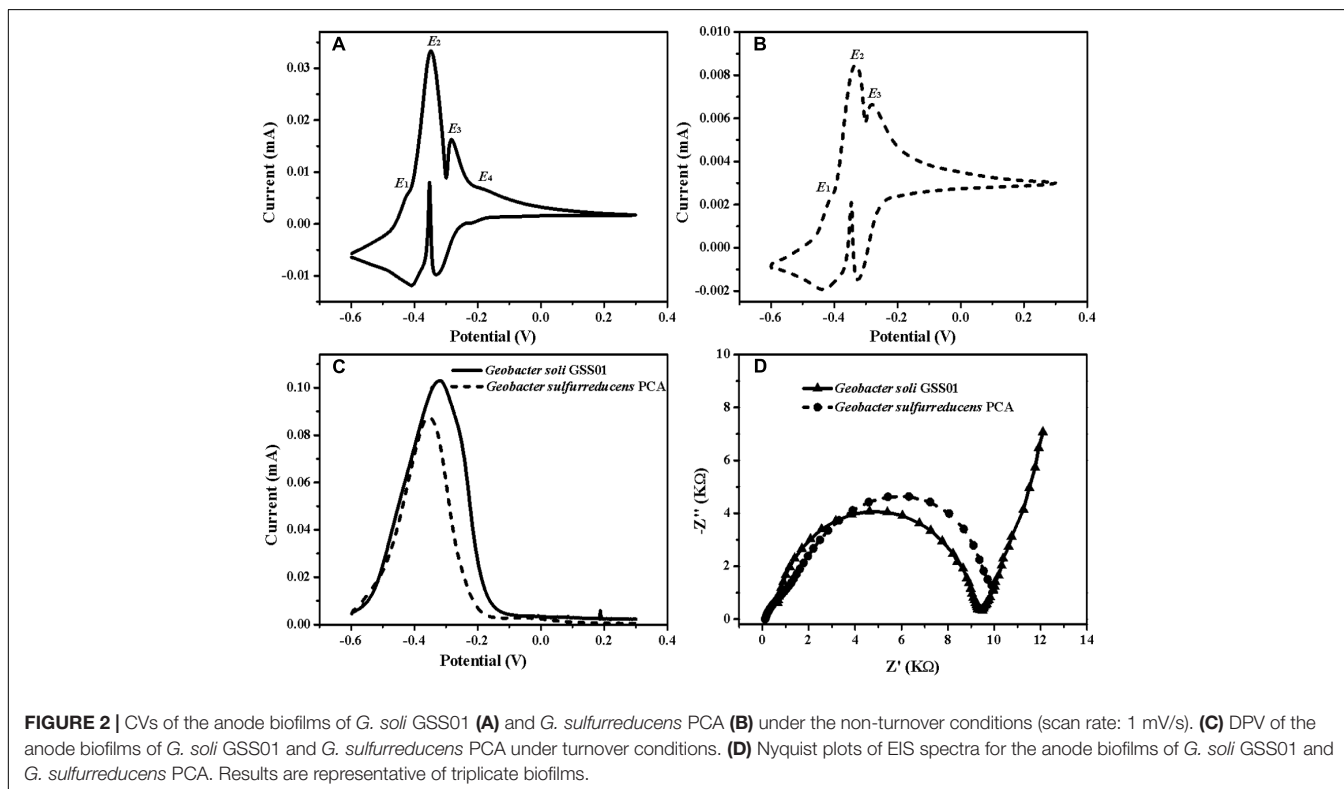 A
E2
E3
E1
E4
0.03
0.02
0.01
0.00
-0.01
Current (mA)
-0.6 -0.4 -0.2 0.0 0.2 0.4
Potential (V)
B
E2
E3
E1
0.010
0.008
0.006
0.004
0.002
0.000
-0.002
Current (mA)
-0.6 -0.4 -0.2 0.0 0.2 0.4
Potential (V)
C
Geobacter soli GSS01
Geobacter sulfurreducens PCA
0.10
0.08
0.06
0.04
0.02
0.00
Current (mA)
-0.6 -0.4 -0.2 0.0 0.2 0.4
Potential (V)
D
Geobacter soli GSS01
Geobacter sulfurreducens PCA
10
8
6
4
2
0
-Z'' (KΩ)
0 2 4 6 8 10 12 14
Z' (KΩ)
FIGURE 2 | CVs of the anode biofilms of G. soli GSS01 (A) and G. sulfurreducens PCA (B) under the non-turnover conditions (scan rate: 1 mV/s). (C) DPV of the
anode biofilms of G. soli GSS01 and G. sulfurreducens PCA under turnover conditions. (D) Nyquist plots of EIS spectra for the anode biofilms of G. soli GSS01 and
G. sulfurreducens PCA. Results are representative of triplicate biofilms.